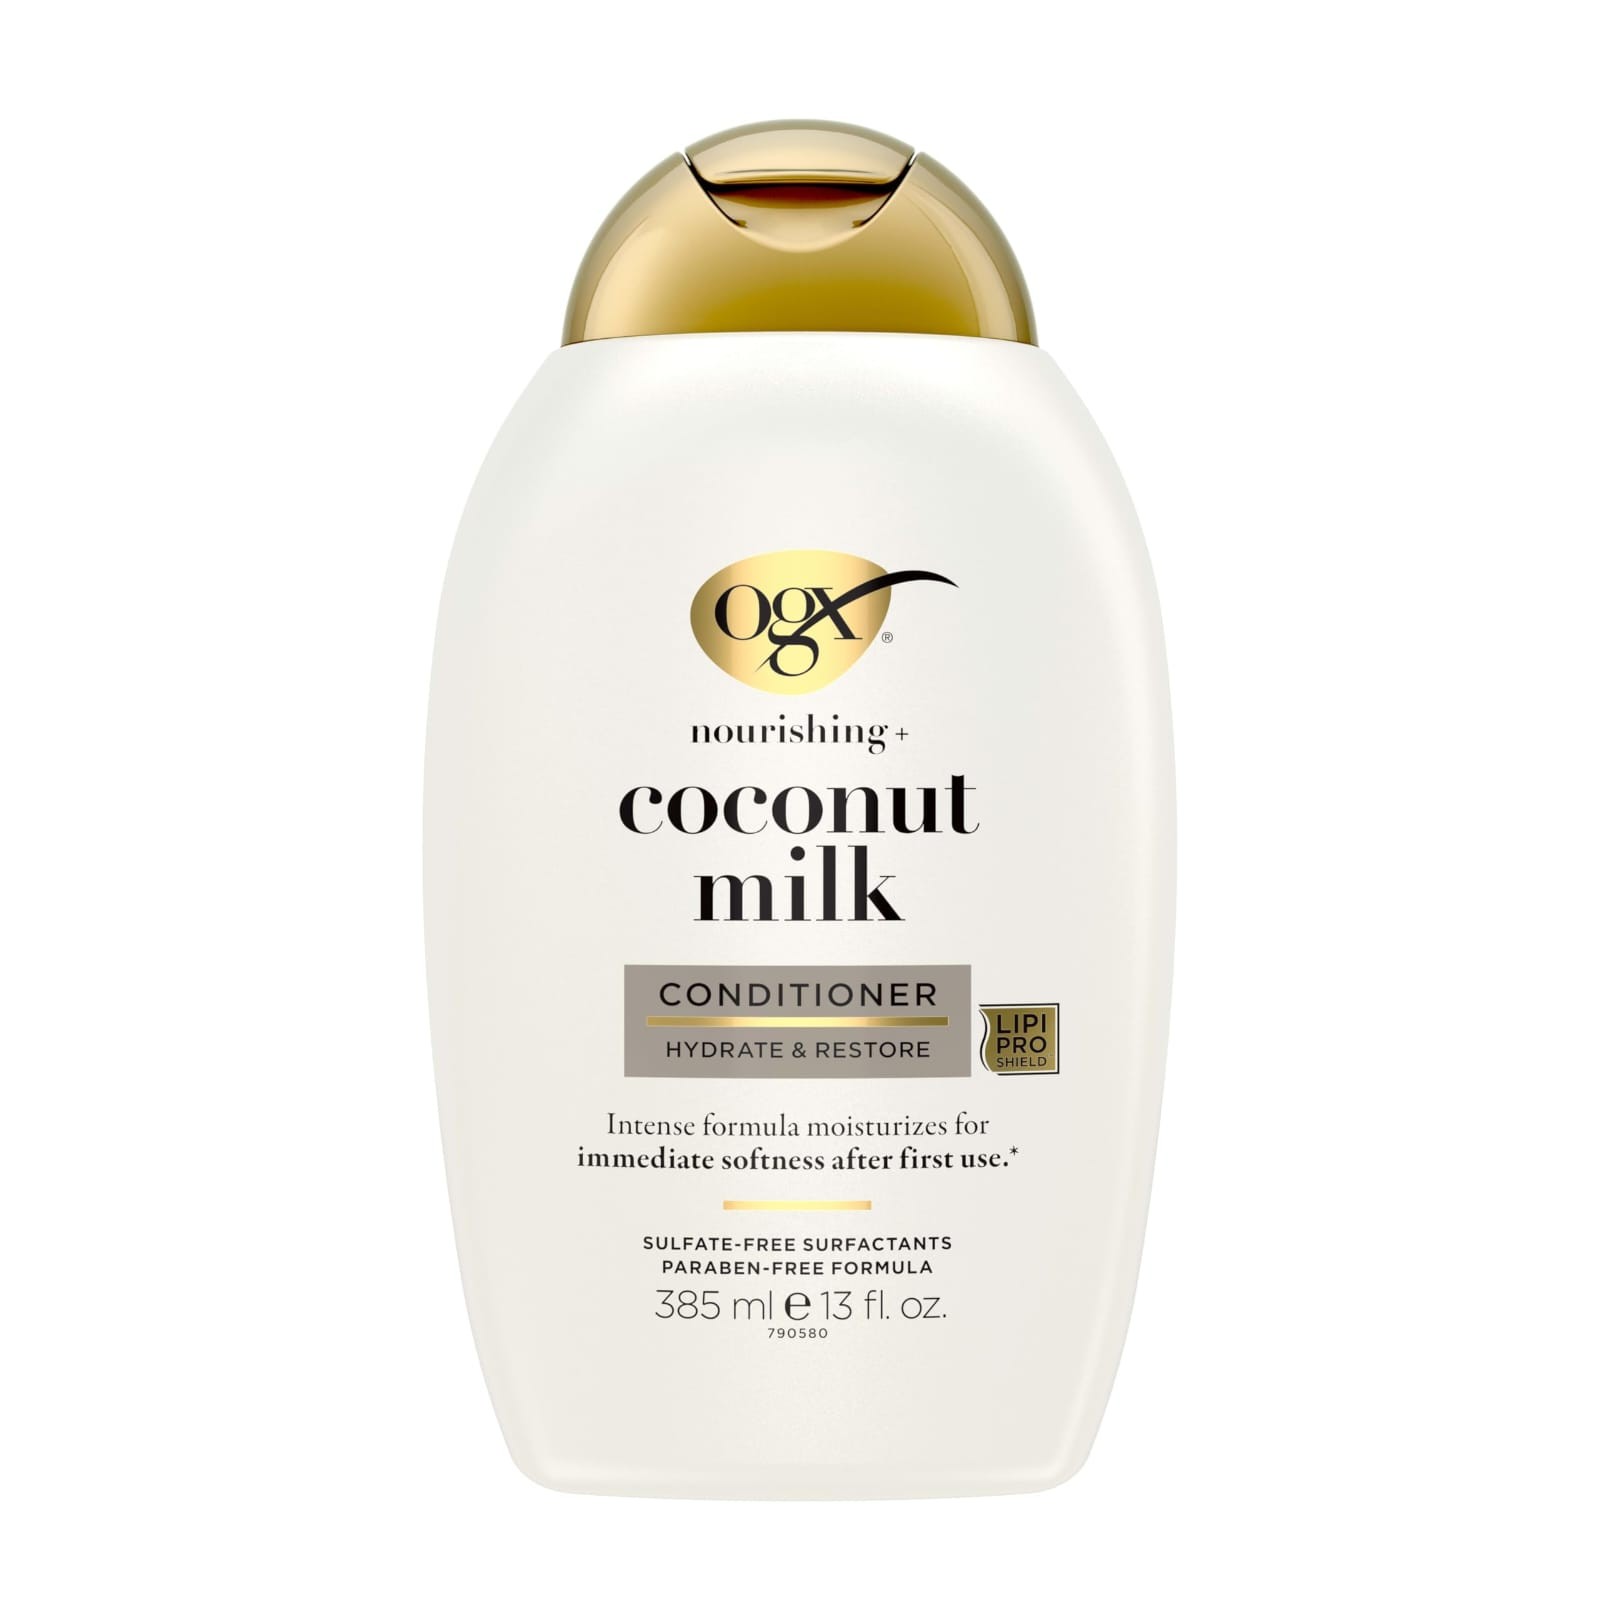 ogx®
nourishing+
coconut
milk
CONDITIONER
HYDRATE & RESTORE
LIPI
PRO
SHIELD
Intense formula moisturizes for
immediate softness after first use.*
SULFATE-FREE SURFACTANTS
PARABEN-FREE FORMULA
385 ml e 13 fl. oz.
790580